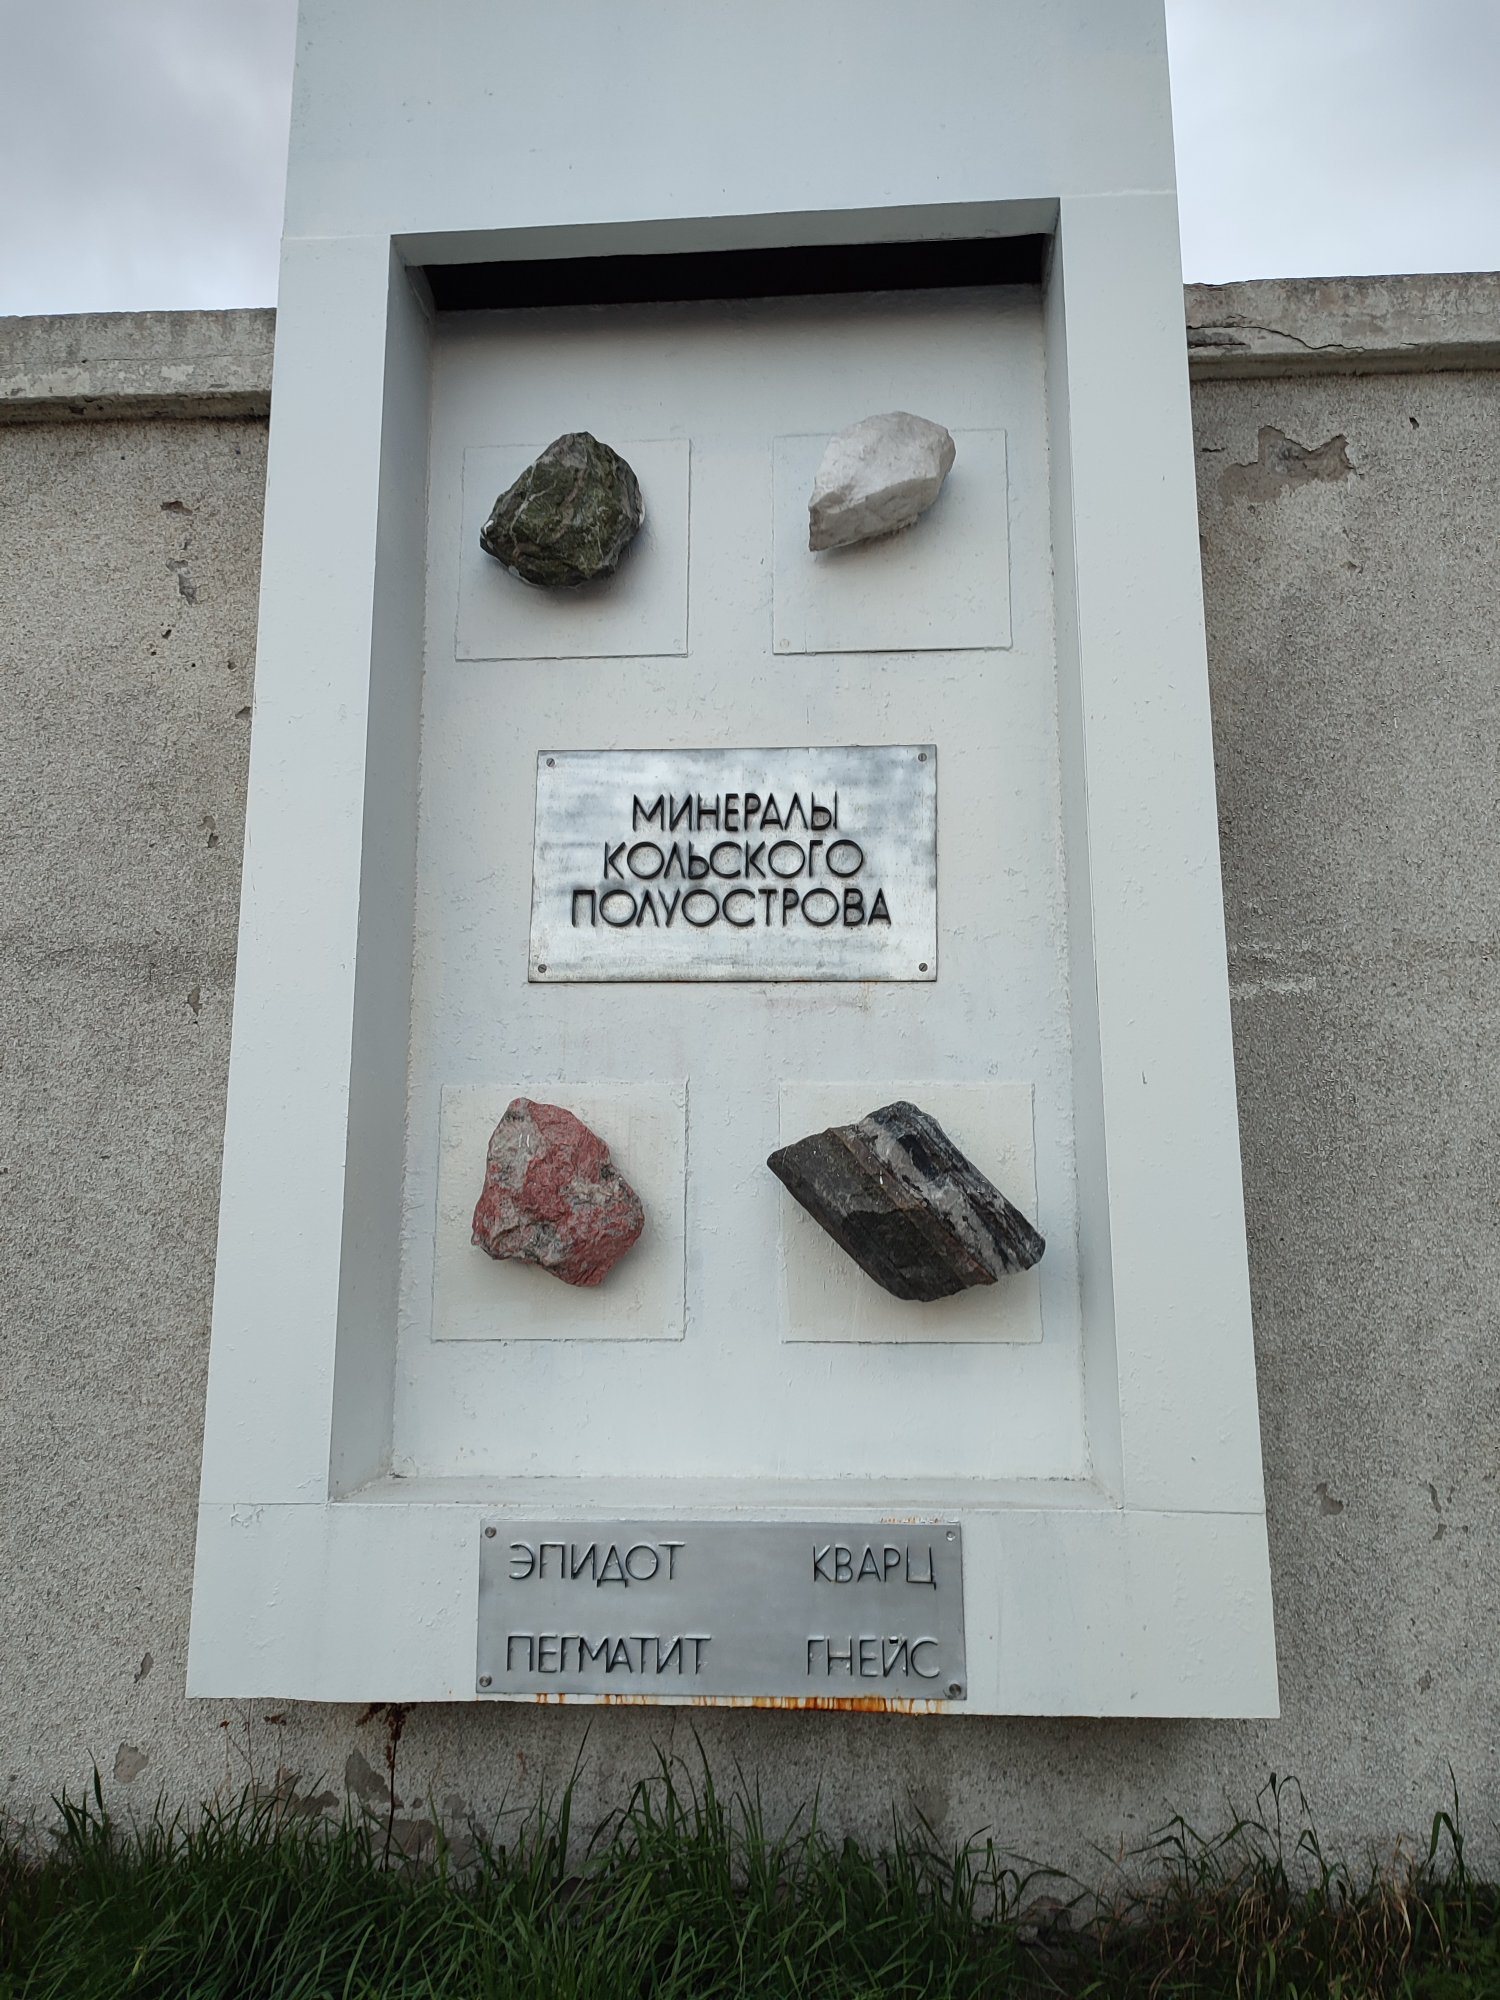 МИНЕРАЛЫ
КОЛЬСКОГО
ПОЛУОСТРОВА
ЭПИДОТ КВАРЦ
ПЕГМАТИТ ГНЕЙС